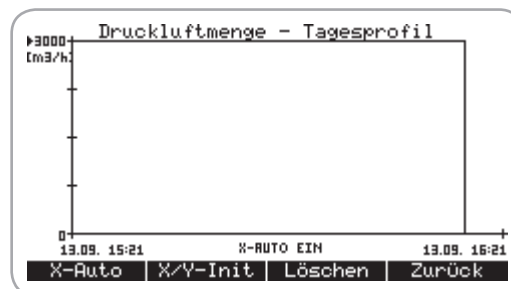 Druckluftmenge - Tagesprofil
▸3000
[m3/h]
0
13.09. 15:21 X-AUTO EIN 13.09. 16:21
X-Auto X/Y-Init Löschen Zurück